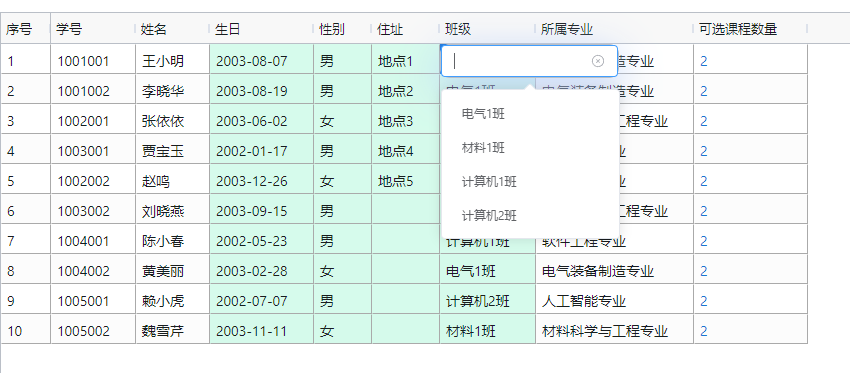 序号 学号 姓名 生日 性别 住址 班级 所属专业 可选课程数量
1 1001001 王小明 2003-08-07 男 地点1 造专业 2
2 1001002 李晓华 2003-08-19 男 地点2 电气1班 电气装备制造专业 2
3 1002001 张依依 2003-06-02 女 地点3 电气1班 工程专业 2
4 1003001 贾宝玉 2002-01-17 男 地点4 材料1班 2
5 1002002 赵鸣 2003-12-26 女 地点5 计算机1班 2
6 1003002 刘晓燕 2003-09-15 男 计算机2班 工程专业 2
7 1004001 陈小春 2002-05-23 男 计算机1班 软件工程专业 2
8 1004002 黄美丽 2003-02-28 女 电气1班 电气装备制造专业 2
9 1005001 赖小虎 2002-07-07 男 计算机2班 人工智能专业 2
10 1005002 魏雪芹 2003-11-11 女 材料1班 材料科学与工程专业 2